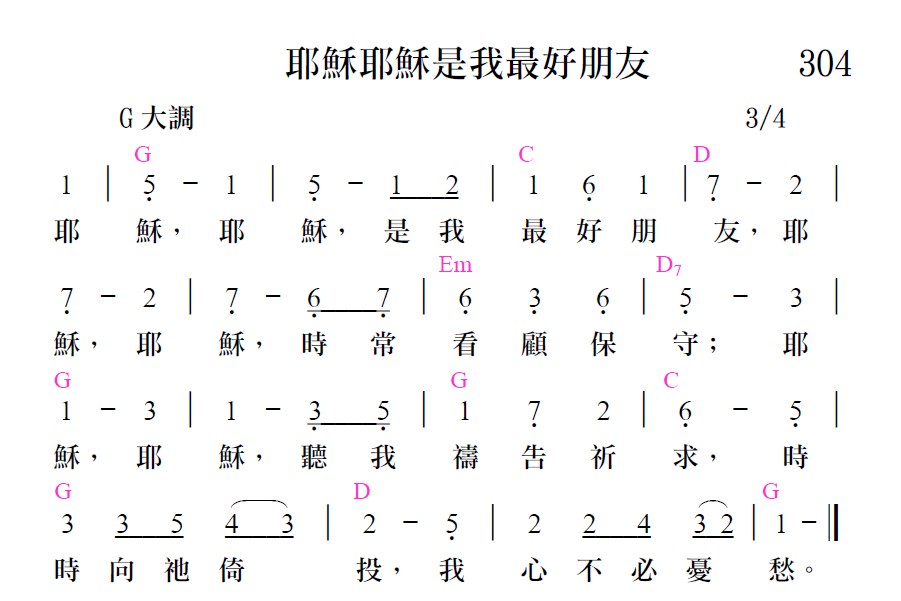 耶穌耶穌是我最好朋友 304
G 大調 3/4
G C D
1 | 5 - 1 | 5 - 1 2 | 1 6 1 | 7 - 2 |
耶 穌， 耶 穌， 是 我 最 好 朋 友， 耶
Em D7
7 - 2 | 7 - 6 7 | 6 3 6 | 5 - 3 |
穌， 耶 穌， 時 常 看 顧 保 守； 耶
G G C
1 - 3 | 1 - 3 5 | 1 7 2 | 6 - 5 |
穌， 耶 穌， 聽 我 禱 告 祈 求， 時
G D G
3 3 5 4 3 | 2 - 5 | 2 2 4 3 2 | 1 - ‖
時 向 祂 倚 投， 我 心 不 必 憂 愁。